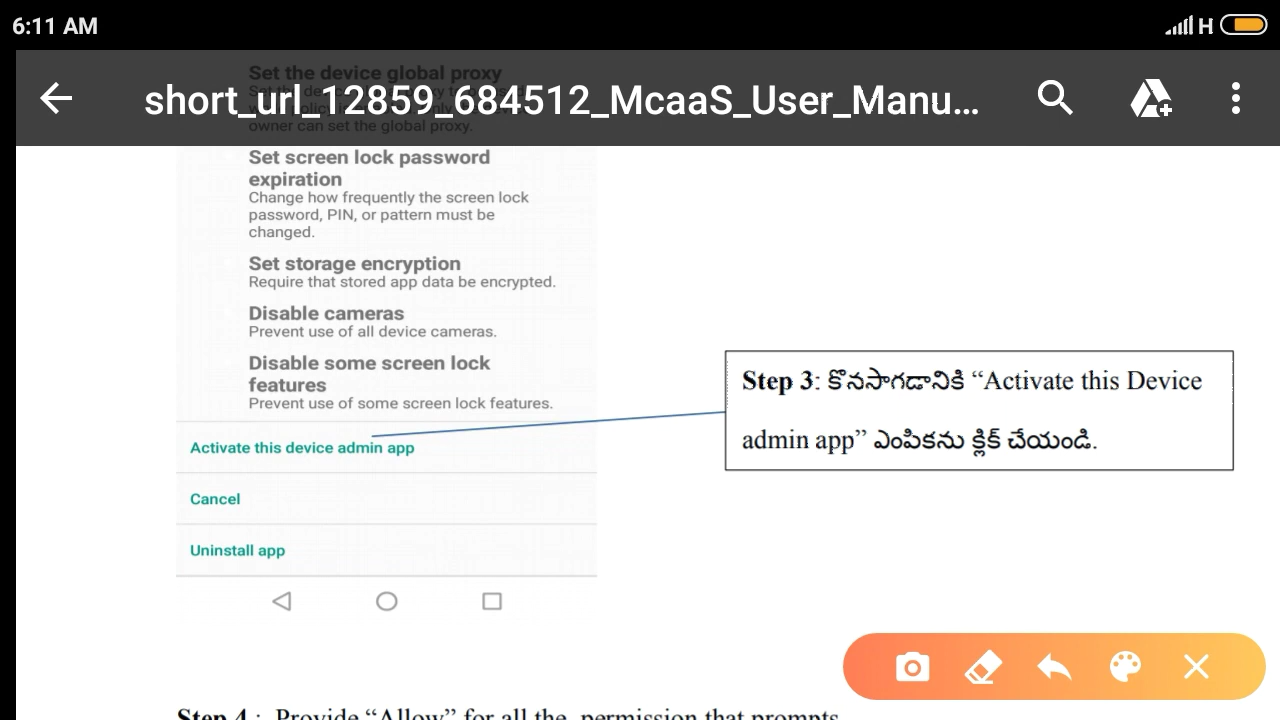 6:11 AM
H
short_url_12859_684512_McaaS_User_Manu...
Set the device global proxy
owner can set the global proxy.
Set screen lock password
expiration
Change how frequently the screen lock
password, PIN, or pattern must be
changed.
Set storage encryption
Require that stored app data be encrypted.
Disable cameras
Prevent use of all device cameras.
Disable some screen lock
features
Prevent use of some screen lock features.
Activate this device admin app
Cancel
Uninstall app
Step 3: కొనసాగడానికి “Activate this Device
admin app” ఎంపికను క్లిక్ చేయండి.
Step 4 : Provide “Allow” for all the permission that prompts